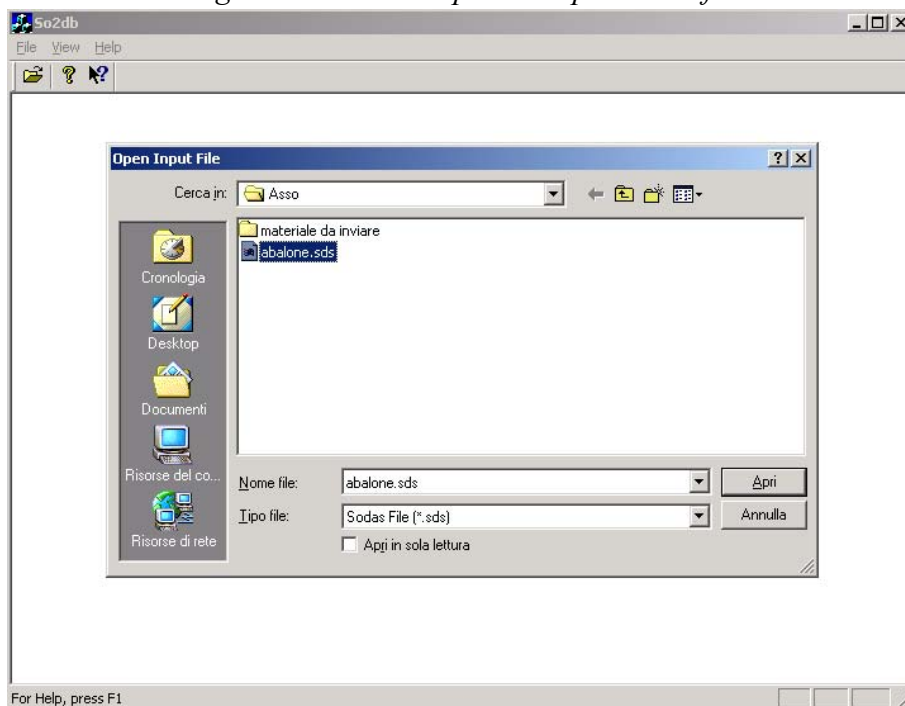 So2db
File View Help
Open Input File
Cerca in: Asso
materiale da inviare
abalone.sds
Cronologia
Desktop
Documenti
Risorse del co...
Risorse di rete
Nome file: abalone.sds Apri
Tipo file: Sodas File (*.sds) Annulla
Apri in sola lettura
For Help, press F1